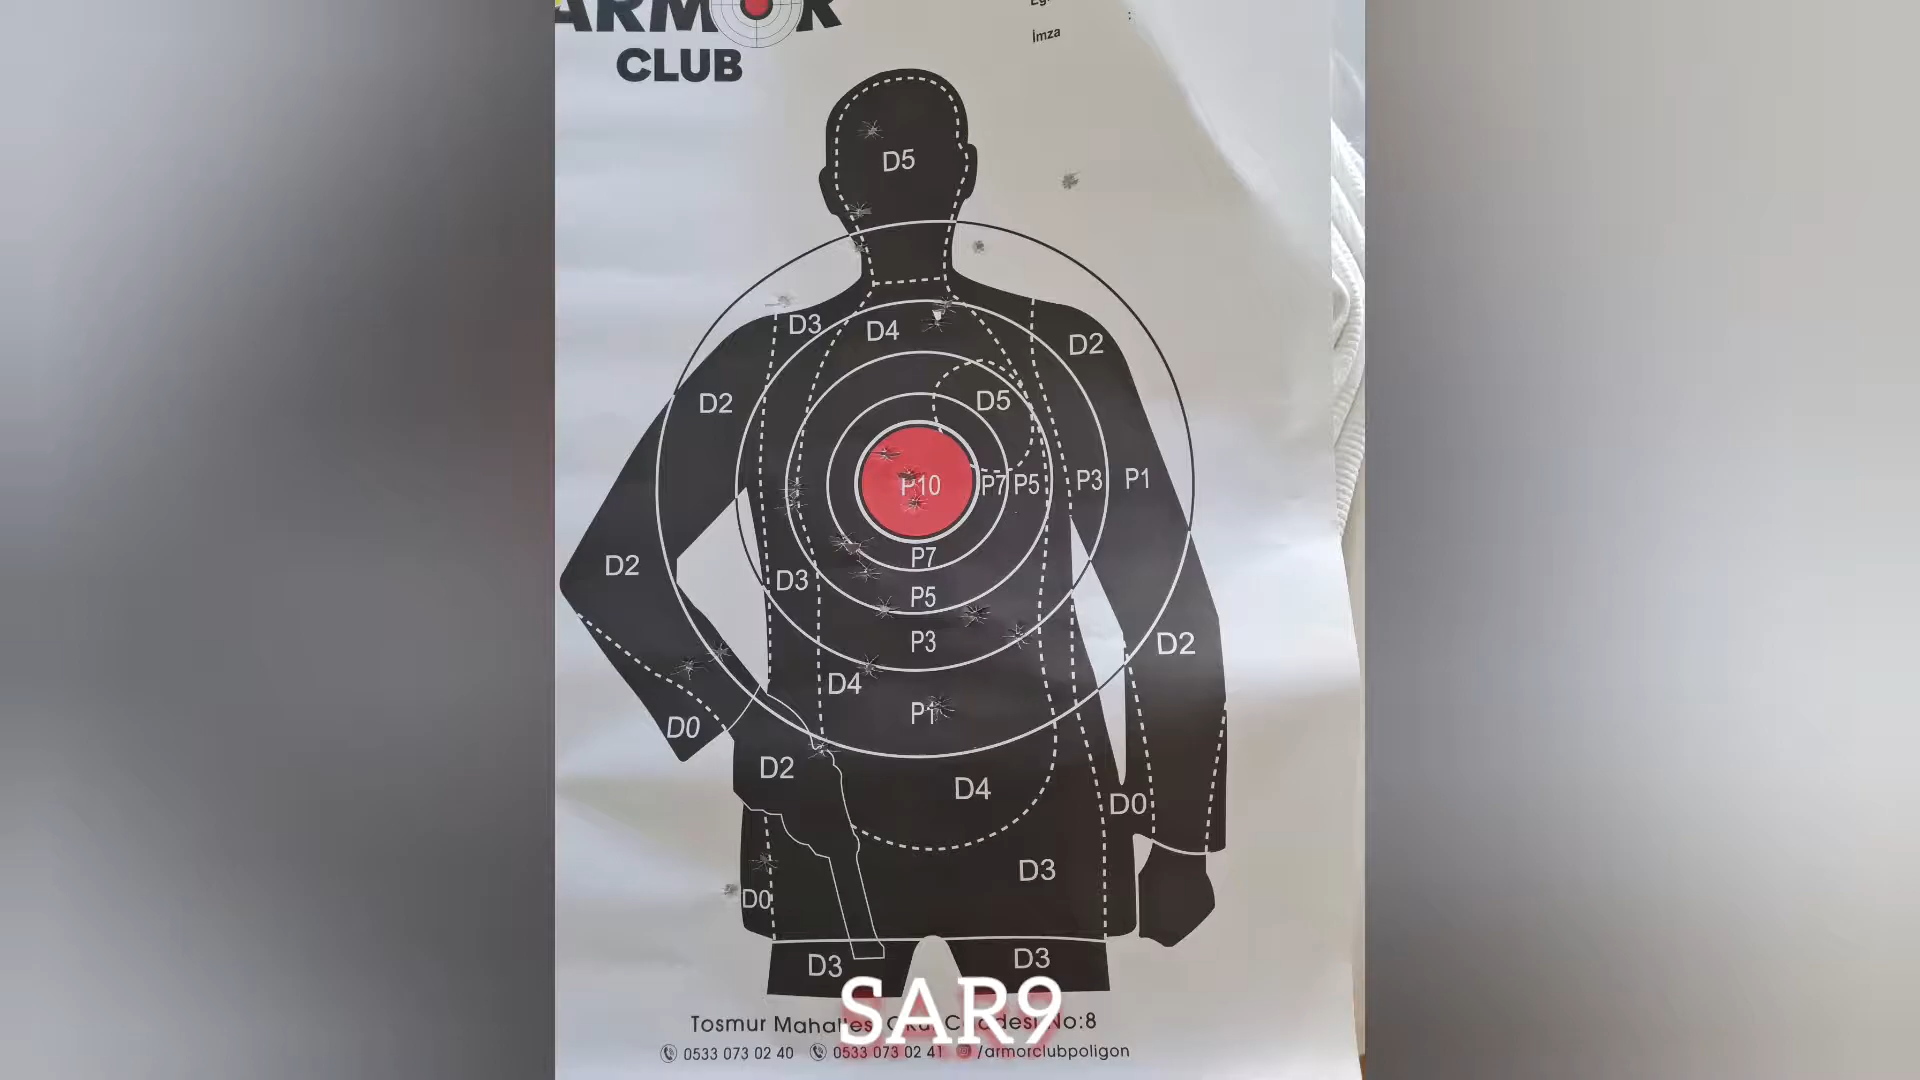 CLUB
İmza
D5
D3
D4
D2
D2
D5
P10
P7
P5
P3
P1
P7
D2
D3
P5
P3
D2
D4
P1
D0
D2
D4
D0
D3
D0
D3
D3
SAR9
Tosmur No:8
0533 073 02 40 0533 073 02 41 /armorclubpoligon